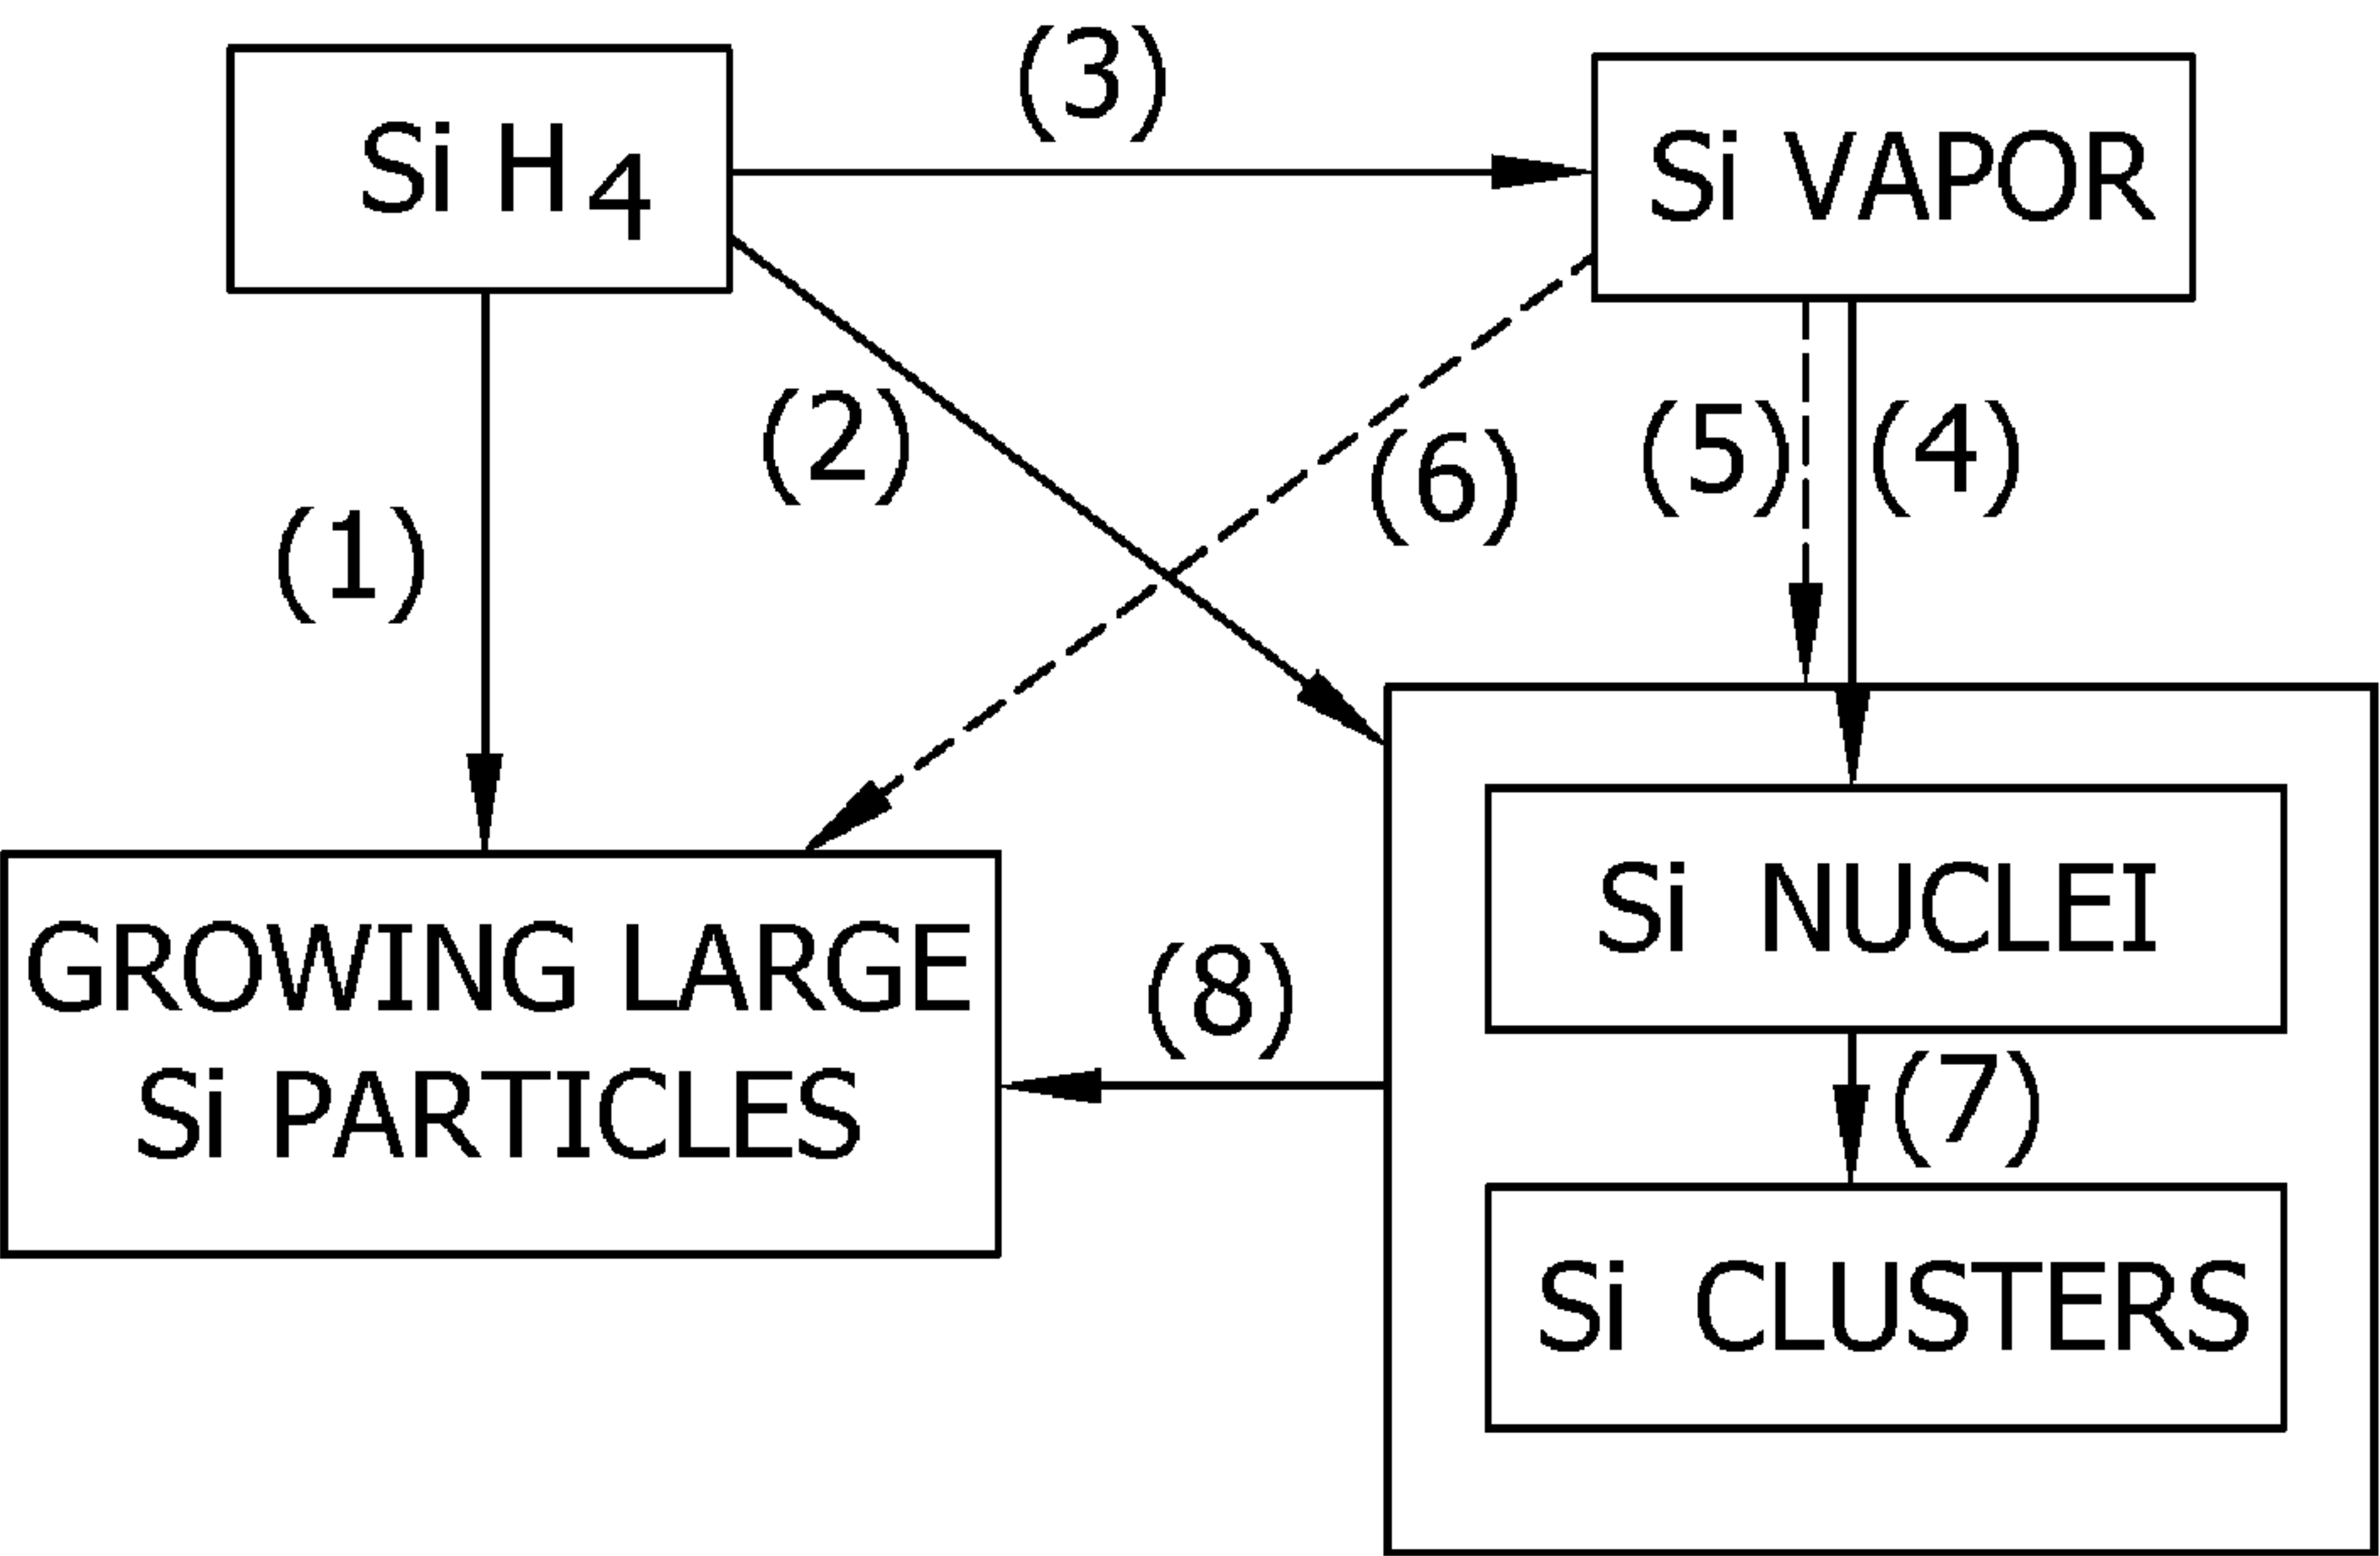 Si H4
(3)
Si VAPOR
(1)
(2)
(6)
(5)
(4)
GROWING LARGE
Si PARTICLES
(8)
Si NUCLEI
(7)
Si CLUSTERS